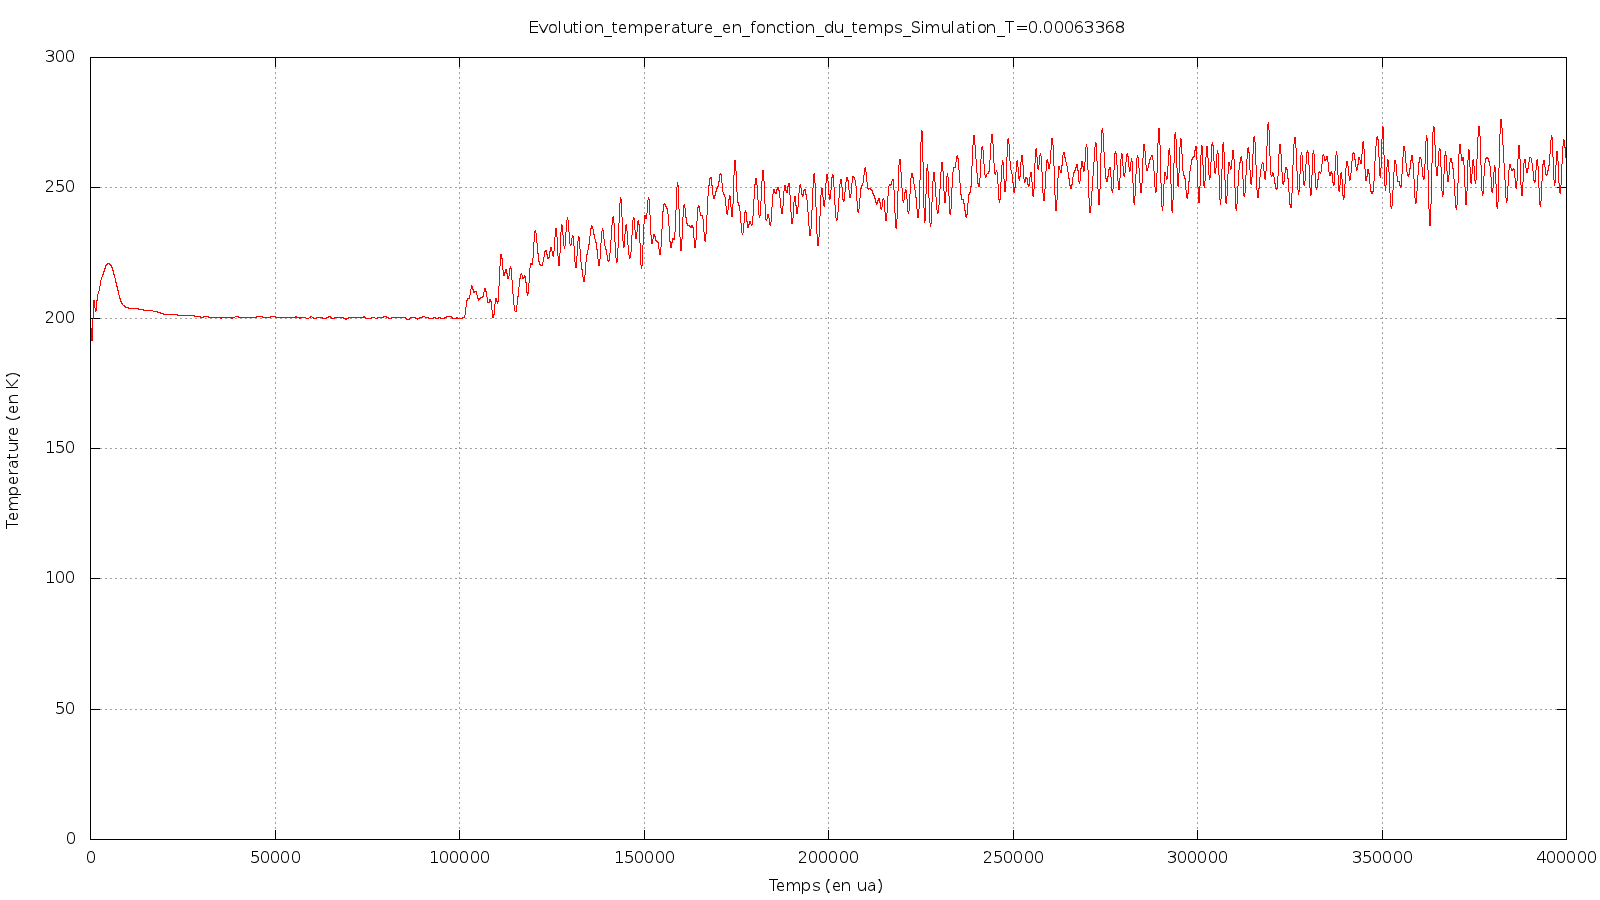 Evolution_temperature_en_fonction_du_temps_Simulation_T=0.00063368
300
250
200
150
100
50
0
Temperature (en K)
0 50000 100000 150000 200000 250000 300000 350000 400000
Temps (en ua)